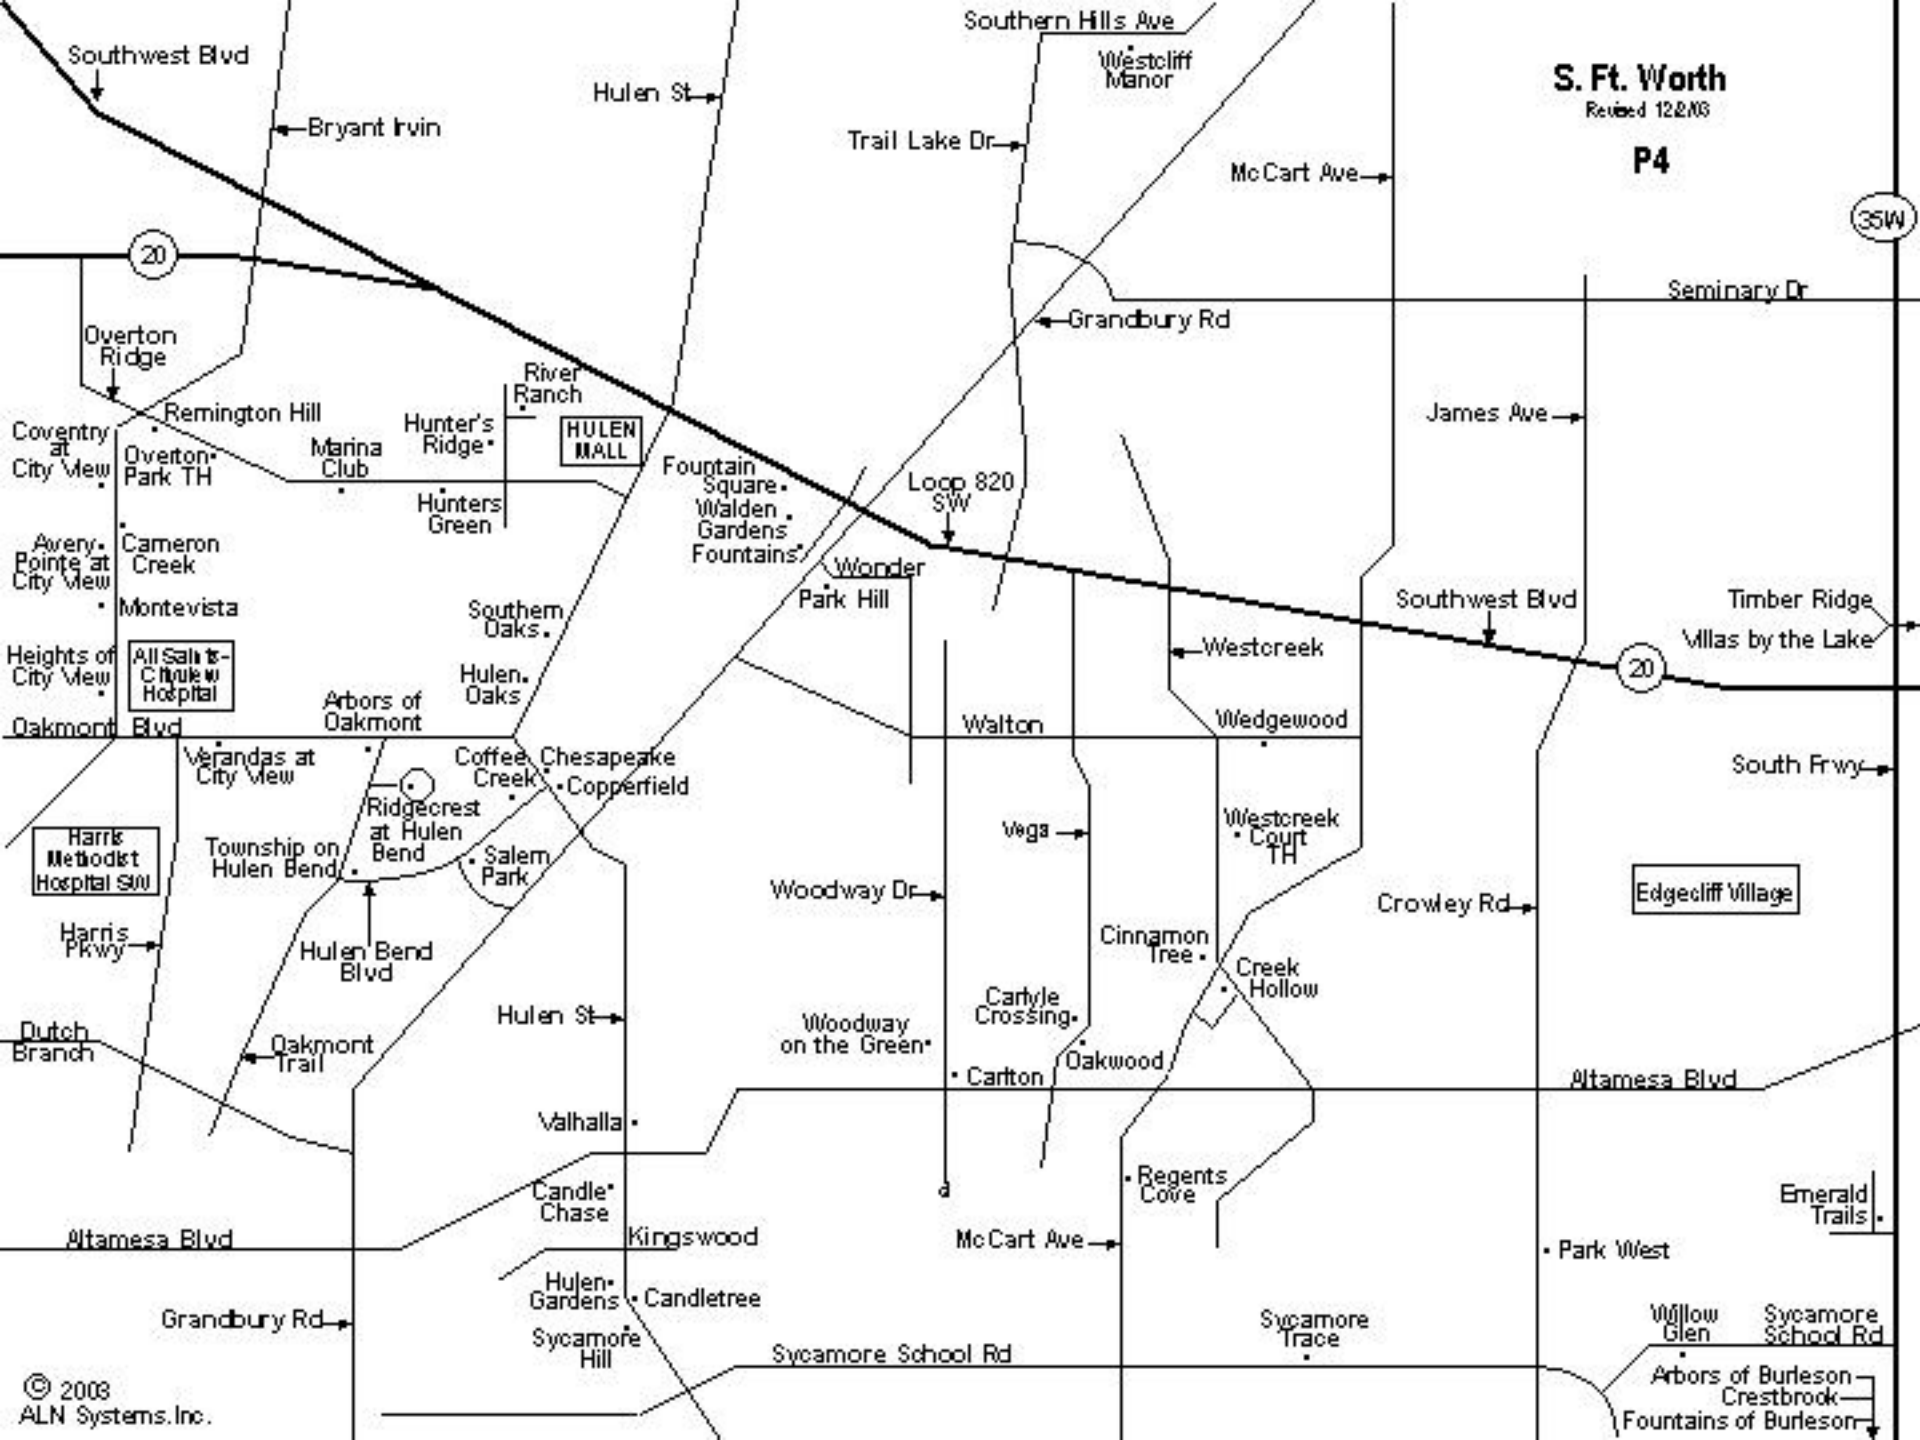 Southern Hills Ave
Southwest Blvd
Westcliff
Manor
S. Ft. Worth
Revised 12/2/03
P4
Hulen St
Bryant Irvin
Trail Lake Dr
McCart Ave
35W
20
Seminary Dr
Grandbury Rd
Overton
Ridge
River
Ranch
Remington Hill
Hunter's
Ridge
HULEN
MALL
James Ave
Coventry
at
City View
Overton
Park TH
Marina
Club
Fountain
Square
Loop 820
SW
Hunters
Green
Walden
Gardens
Fountains
Avery
Pointe at
City View
Cameron
Creek
Wonder
Park Hill
Montevista
Southern
Oaks
Southwest Blvd
Timber Ridge
Villas by the Lake
Westcreek
Heights of
City View
All Saints-
Cityview
Hospital
Hulen
Oaks
20
Arbors of
Oakmont
Oakmont Blvd
Walton
Wedgewood
Verandas at
City View
Coffee
Creek
Chesapeake
Copperfield
South Frwy
Ridgecrest
at Hulen
Bend
Harris
Methodist
Hospital SW
Township on
Hulen Bend
Salem
Park
Vega
Westcreek
Court
TH
Woodway Dr
Crowley Rd
Edgecliff Village
Harris
Pkwy
Hulen Bend
Blvd
Cinnamon
Tree
Creek
Hollow
Hulen St
Carlyle
Crossing
Dutch
Branch
Oakmont
Trail
Woodway
on the Green
Oakwood
Carlton
Altamesa Blvd
Valhalla
Candle
Chase
Regents
Cove
Emerald
Trails
Altamesa Blvd
Kingswood
McCart Ave
Park West
Hulen
Gardens
Candletree
Grandbury Rd
Sycamore
Hill
Sycamore School Rd
Sycamore
Trace
Willow
Glen
Sycamore
School Rd
Arbors of Burleson
Crestbrook
Fountains of Burleson
© 2003
ALN Systems.Inc.